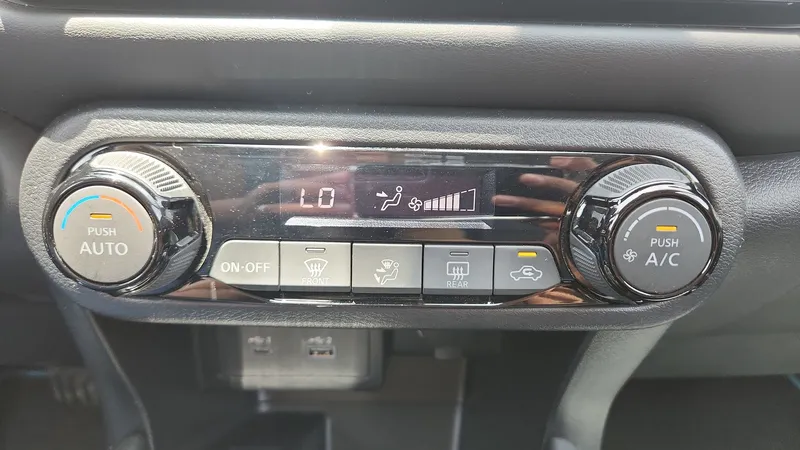 LO
PUSH
AUTO
ON·OFF
FRONT
REAR
PUSH
A/C